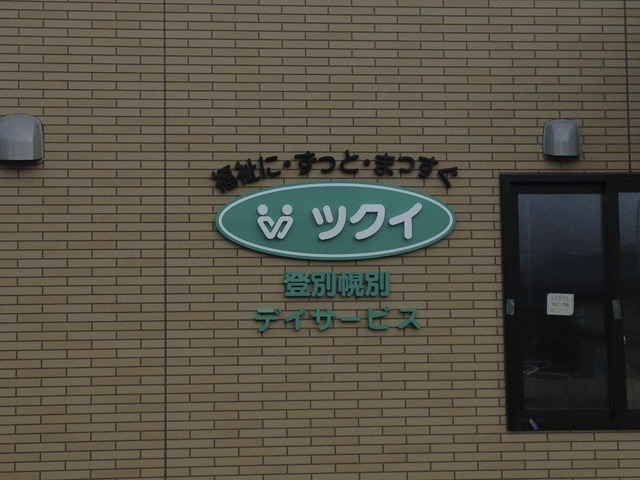 福祉に・ずっと・まっすぐ
ツクイ
登別幌別
デイサービス